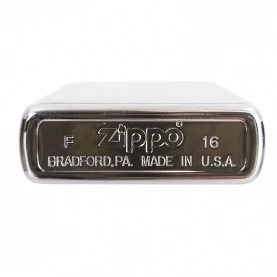 F Zippo® 16
BRADFORD,PA. MADE IN U.S.A.